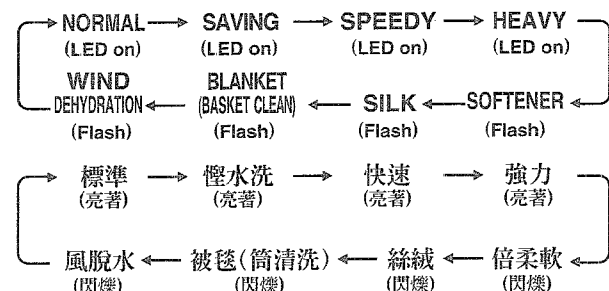 NORMAL → SAVING → SPEEDY → HEAVY
(LED on) (LED on) (LED on) (LED on)
WIND BLANKET
DEHYDRATION ← (BASKET CLEAN) ← SILK ← SOFTENER
(Flash) (Flash) (Flash) (Flash)
標準 → 慳水洗 → 快速 → 強力
(亮著) (亮著) (亮著) (亮著)
風脫水 ← 被毯(筒清洗) ← 絲絨 ← 倍柔軟
(閃爍) (閃爍) (閃爍) (閃爍)